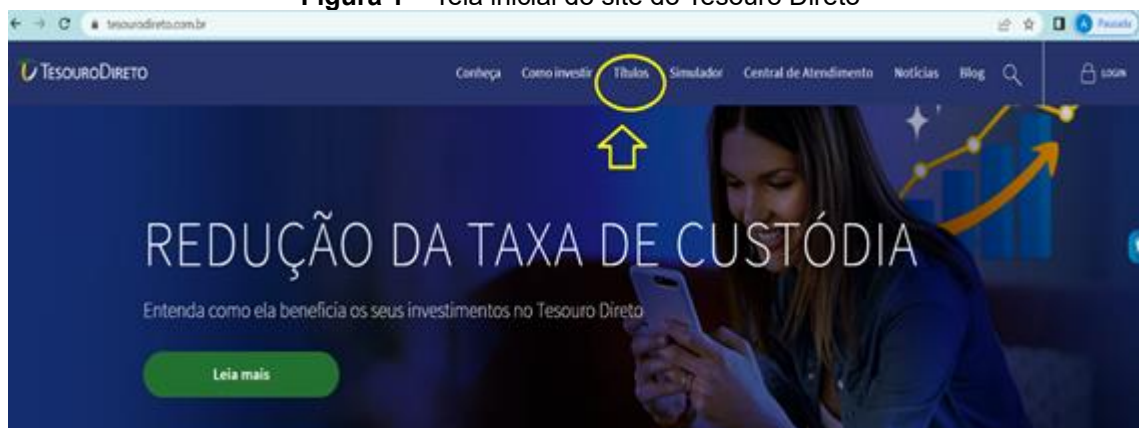 Figura 1 – Tela inicial do site do Tesouro Direto
tesourodireto.com.br
Pausada
TESOURODIRETO
Conheça Como investir Títulos Simulador Central de Atendimento Notícias Blog LOGIN
REDUÇÃO DA TAXA DE CUSTÓDIA
Entenda como ela beneficia os seus investimentos no Tesouro Direto
Leia mais